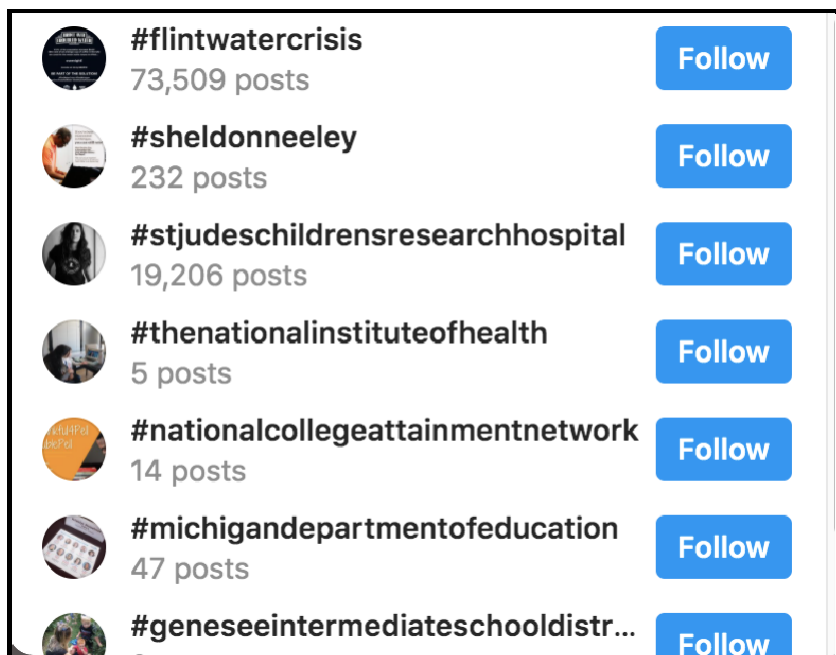 #flintwatercrisis
73,509 posts
Follow
#sheldonneeley
232 posts
Follow
#stjudeschildrensresearchhospital
19,206 posts
Follow
#thenationalinstituteofhealth
5 posts
Follow
#nationalcollegeattainmentnetwork
14 posts
Follow
#michigandepartmentofeducation
47 posts
Follow
#geneseeintermediateschooldistr...
Follow